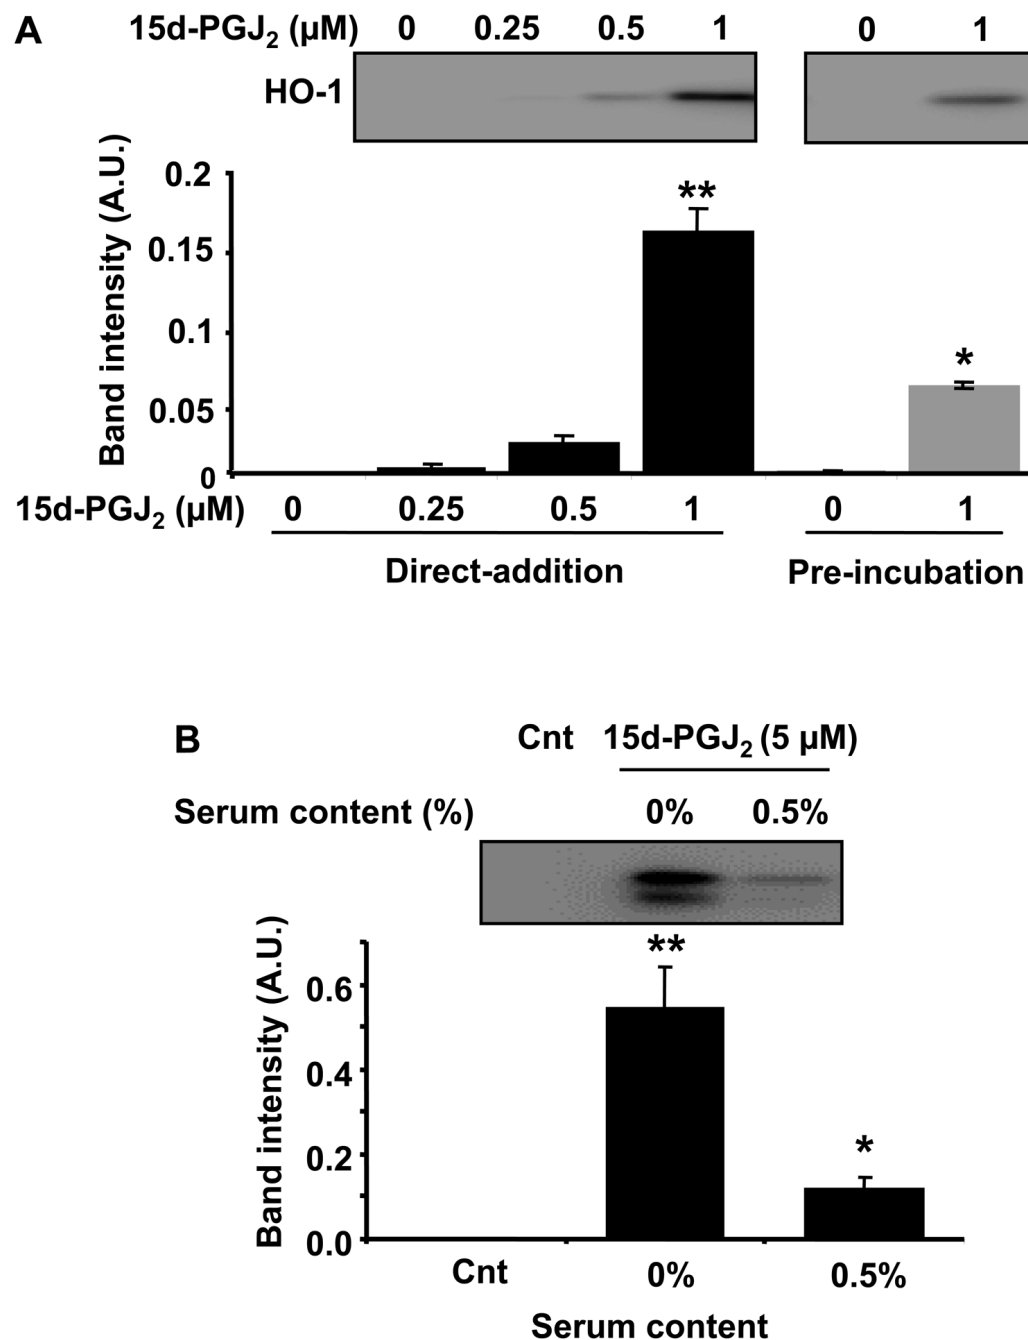 A
15d-PGJ₂ (µM) 0 0.25 0.5 1 0 1
HO-1
Band intensity (A.U.)
0.2
**
0.15
0.1
*
0.05
0
15d-PGJ₂ (µM) 0 0.25 0.5 1 0 1
Direct-addition Pre-incubation
B
Cnt 15d-PGJ₂ (5 µM)
Serum content (%) 0% 0.5%
Band intensity (A.U.)
**
0.6
0.4
0.2
*
0.0
Cnt 0% 0.5%
Serum content